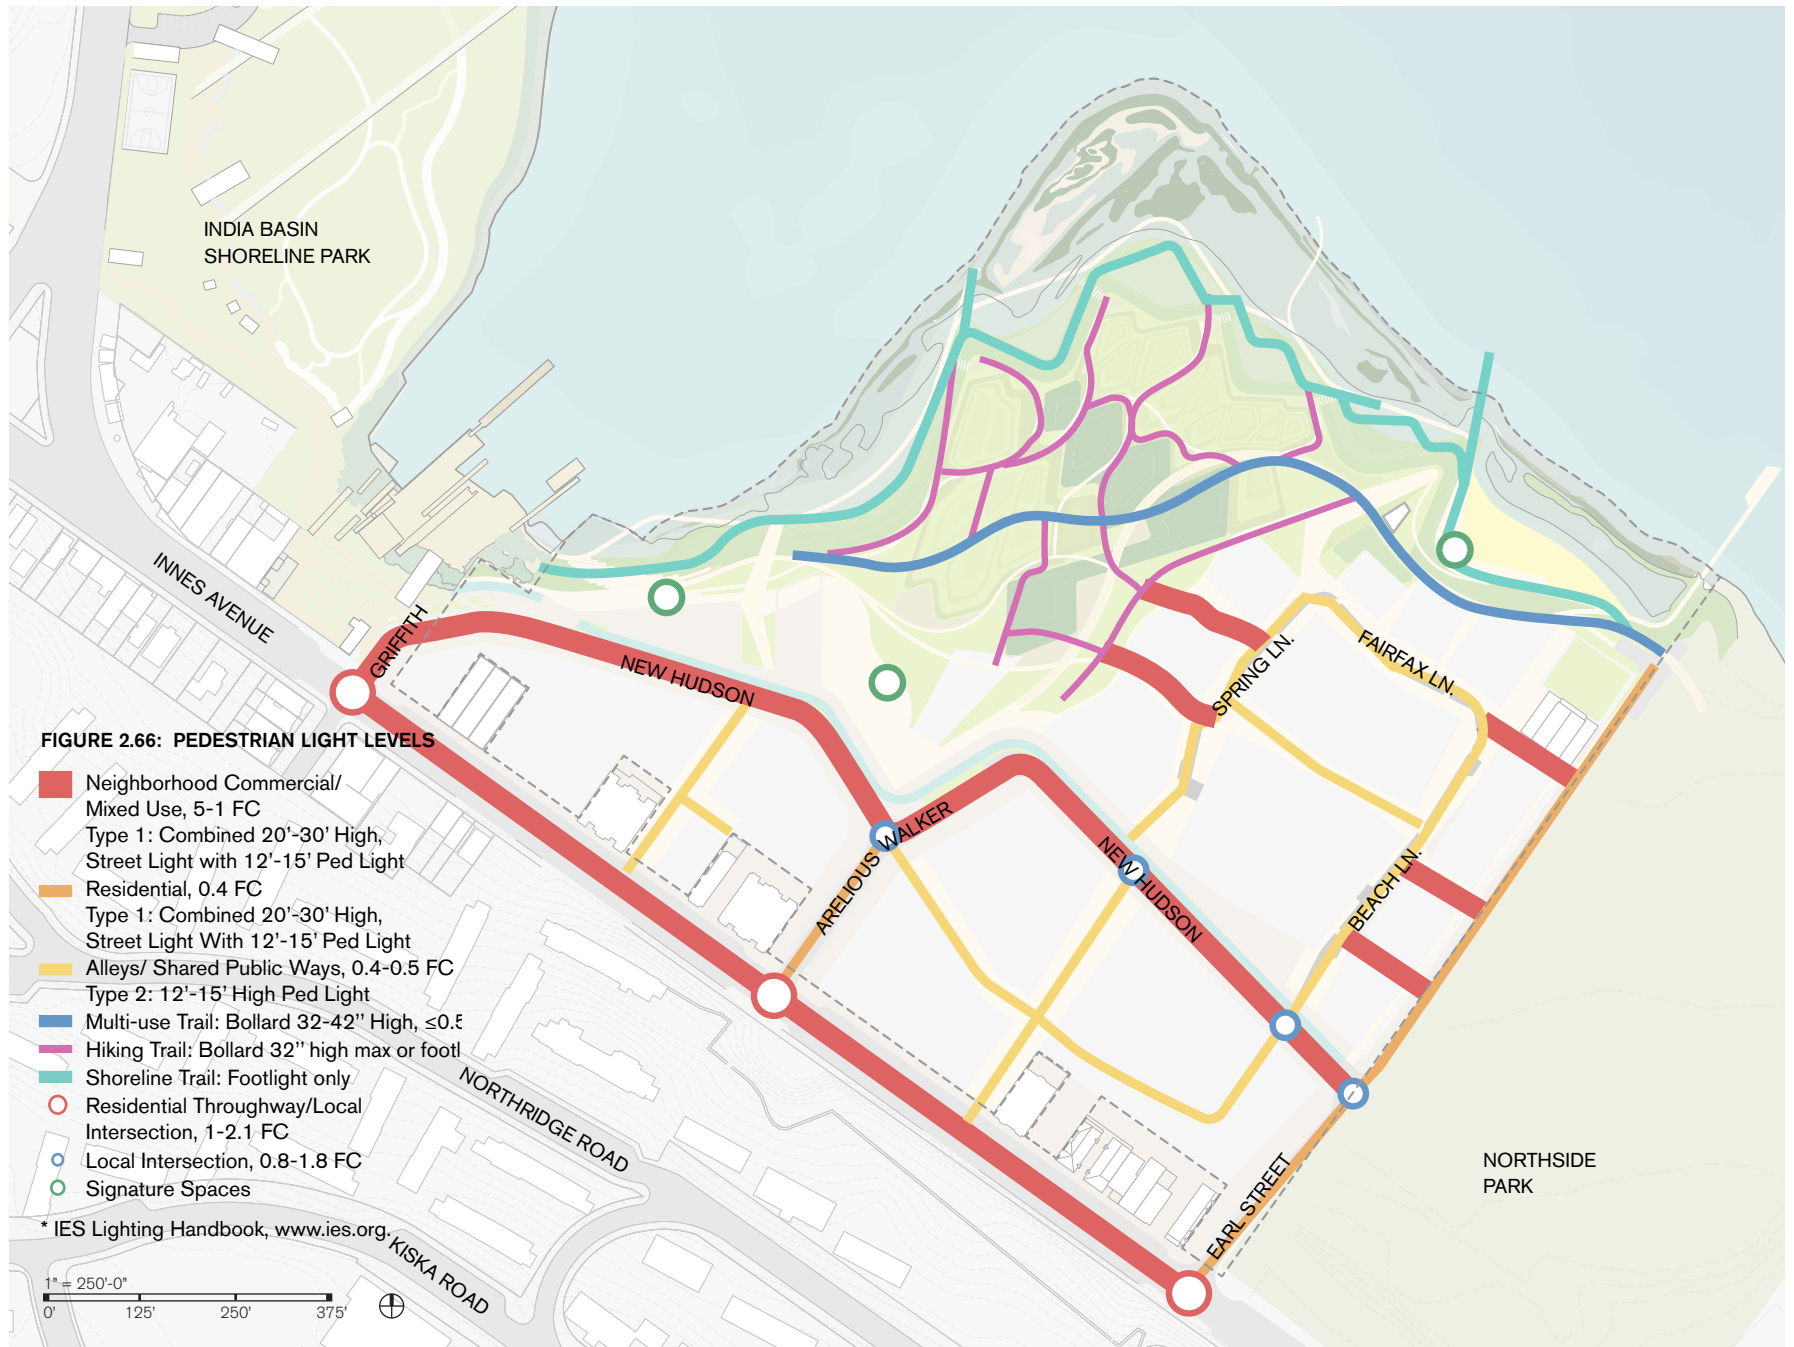 INDIA BASIN
SHORELINE PARK
INNES AVENUE
GRIFFITH
NEW HUDSON
SPRING LN.
FAIRFAX LN.
ARELIOUS WALKER
NEW HUDSON
BEACH LN.
EARL STREET
NORTHRIDGE ROAD
KISKA ROAD
NORTHSIDE
PARK
FIGURE 2.66: PEDESTRIAN LIGHT LEVELS
Neighborhood Commercial/
Mixed Use, 5-1 FC
Type 1: Combined 20'-30' High,
Street Light with 12'-15' Ped Light
Residential, 0.4 FC
Type 1: Combined 20'-30' High,
Street Light With 12'-15' Ped Light
Alleys/ Shared Public Ways, 0.4-0.5 FC
Type 2: 12'-15' High Ped Light
Multi-use Trail: Bollard 32-42'' High, ≤0.5
Hiking Trail: Bollard 32'' high max or footl
Shoreline Trail: Footlight only
Residential Throughway/Local
Intersection, 1-2.1 FC
Local Intersection, 0.8-1.8 FC
Signature Spaces
* IES Lighting Handbook, www.ies.org.
1" = 250'-0"
0' 125' 250' 375'